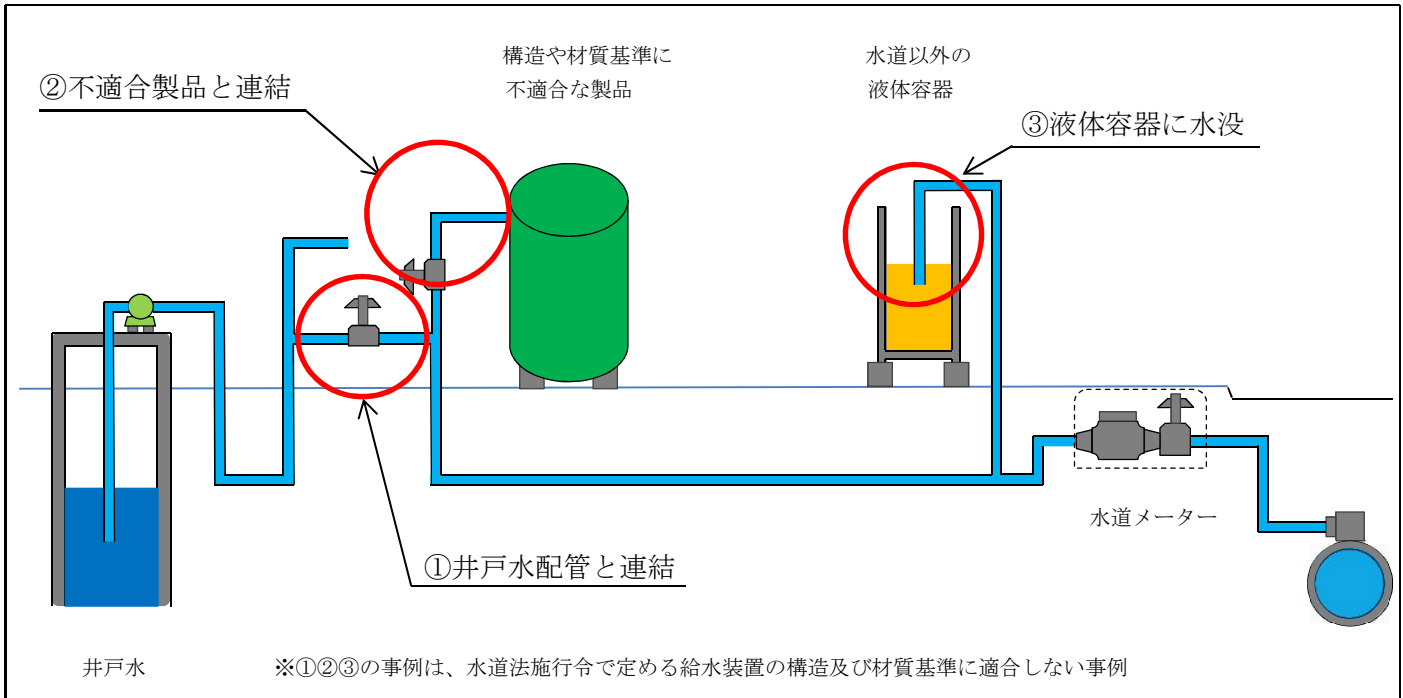 構造や材質基準に
不適合な製品
水道以外の
液体容器
②不適合製品と連結
③液体容器に水没
水道メーター
①井戸水配管と連結
井戸水
※①②③の事例は、水道法施行令で定める給水装置の構造及び材質基準に適合しない事例